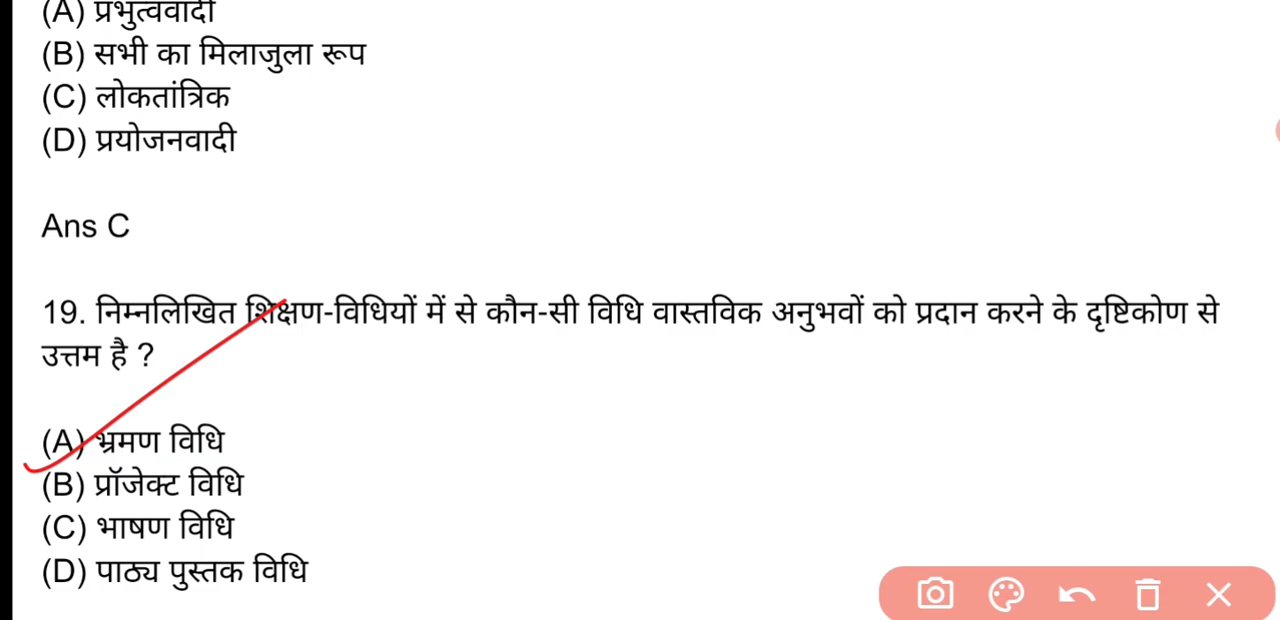 (A) प्रभुत्ववादी
(B) सभी का मिलाजुला रूप
(C) लोकतांत्रिक
(D) प्रयोजनवादी
Ans C
19. निम्नलिखित शिक्षण-विधियों में से कौन-सी विधि वास्तविक अनुभवों को प्रदान करने के दृष्टिकोण से
उत्तम है ?
(A) भ्रमण विधि
(B) प्रॉजेक्ट विधि
(C) भाषण विधि
(D) पाठ्य पुस्तक विधि